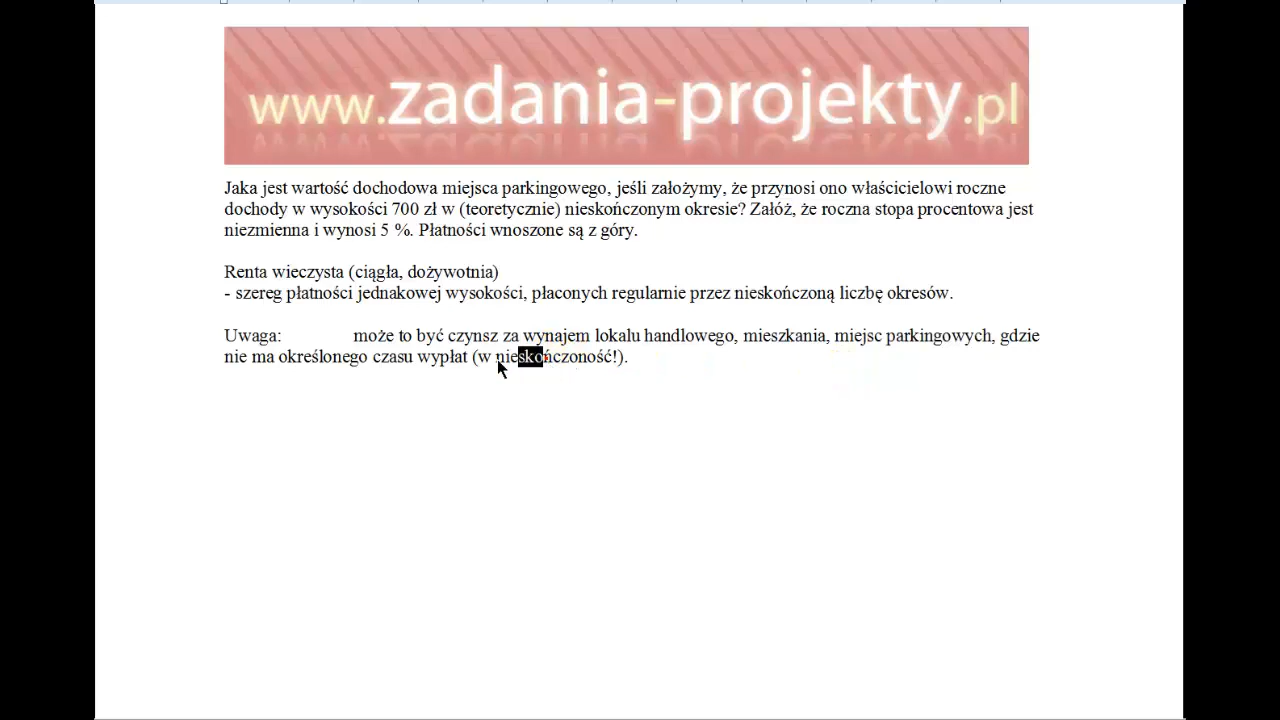 www.zadania-projekty.pl
Jaka jest wartość dochodowa miejsca parkingowego, jeśli założymy, że przynosi ono właścicielowi roczne
dochody w wysokości 700 zł w (teoretycznie) nieskończonym okresie? Załóż, że roczna stopa procentowa jest
niezmienna i wynosi 5 %. Płatności wnoszone są z góry.
Renta wieczysta (ciągła, dożywotnia)
- szereg płatności jednakowej wysokości, płaconych regularnie przez nieskończoną liczbę okresów.
Uwaga: może to być czynsz za wynajem lokalu handlowego, mieszkania, miejsc parkingowych, gdzie
nie ma określonego czasu wypłat (w nieskończoność!).